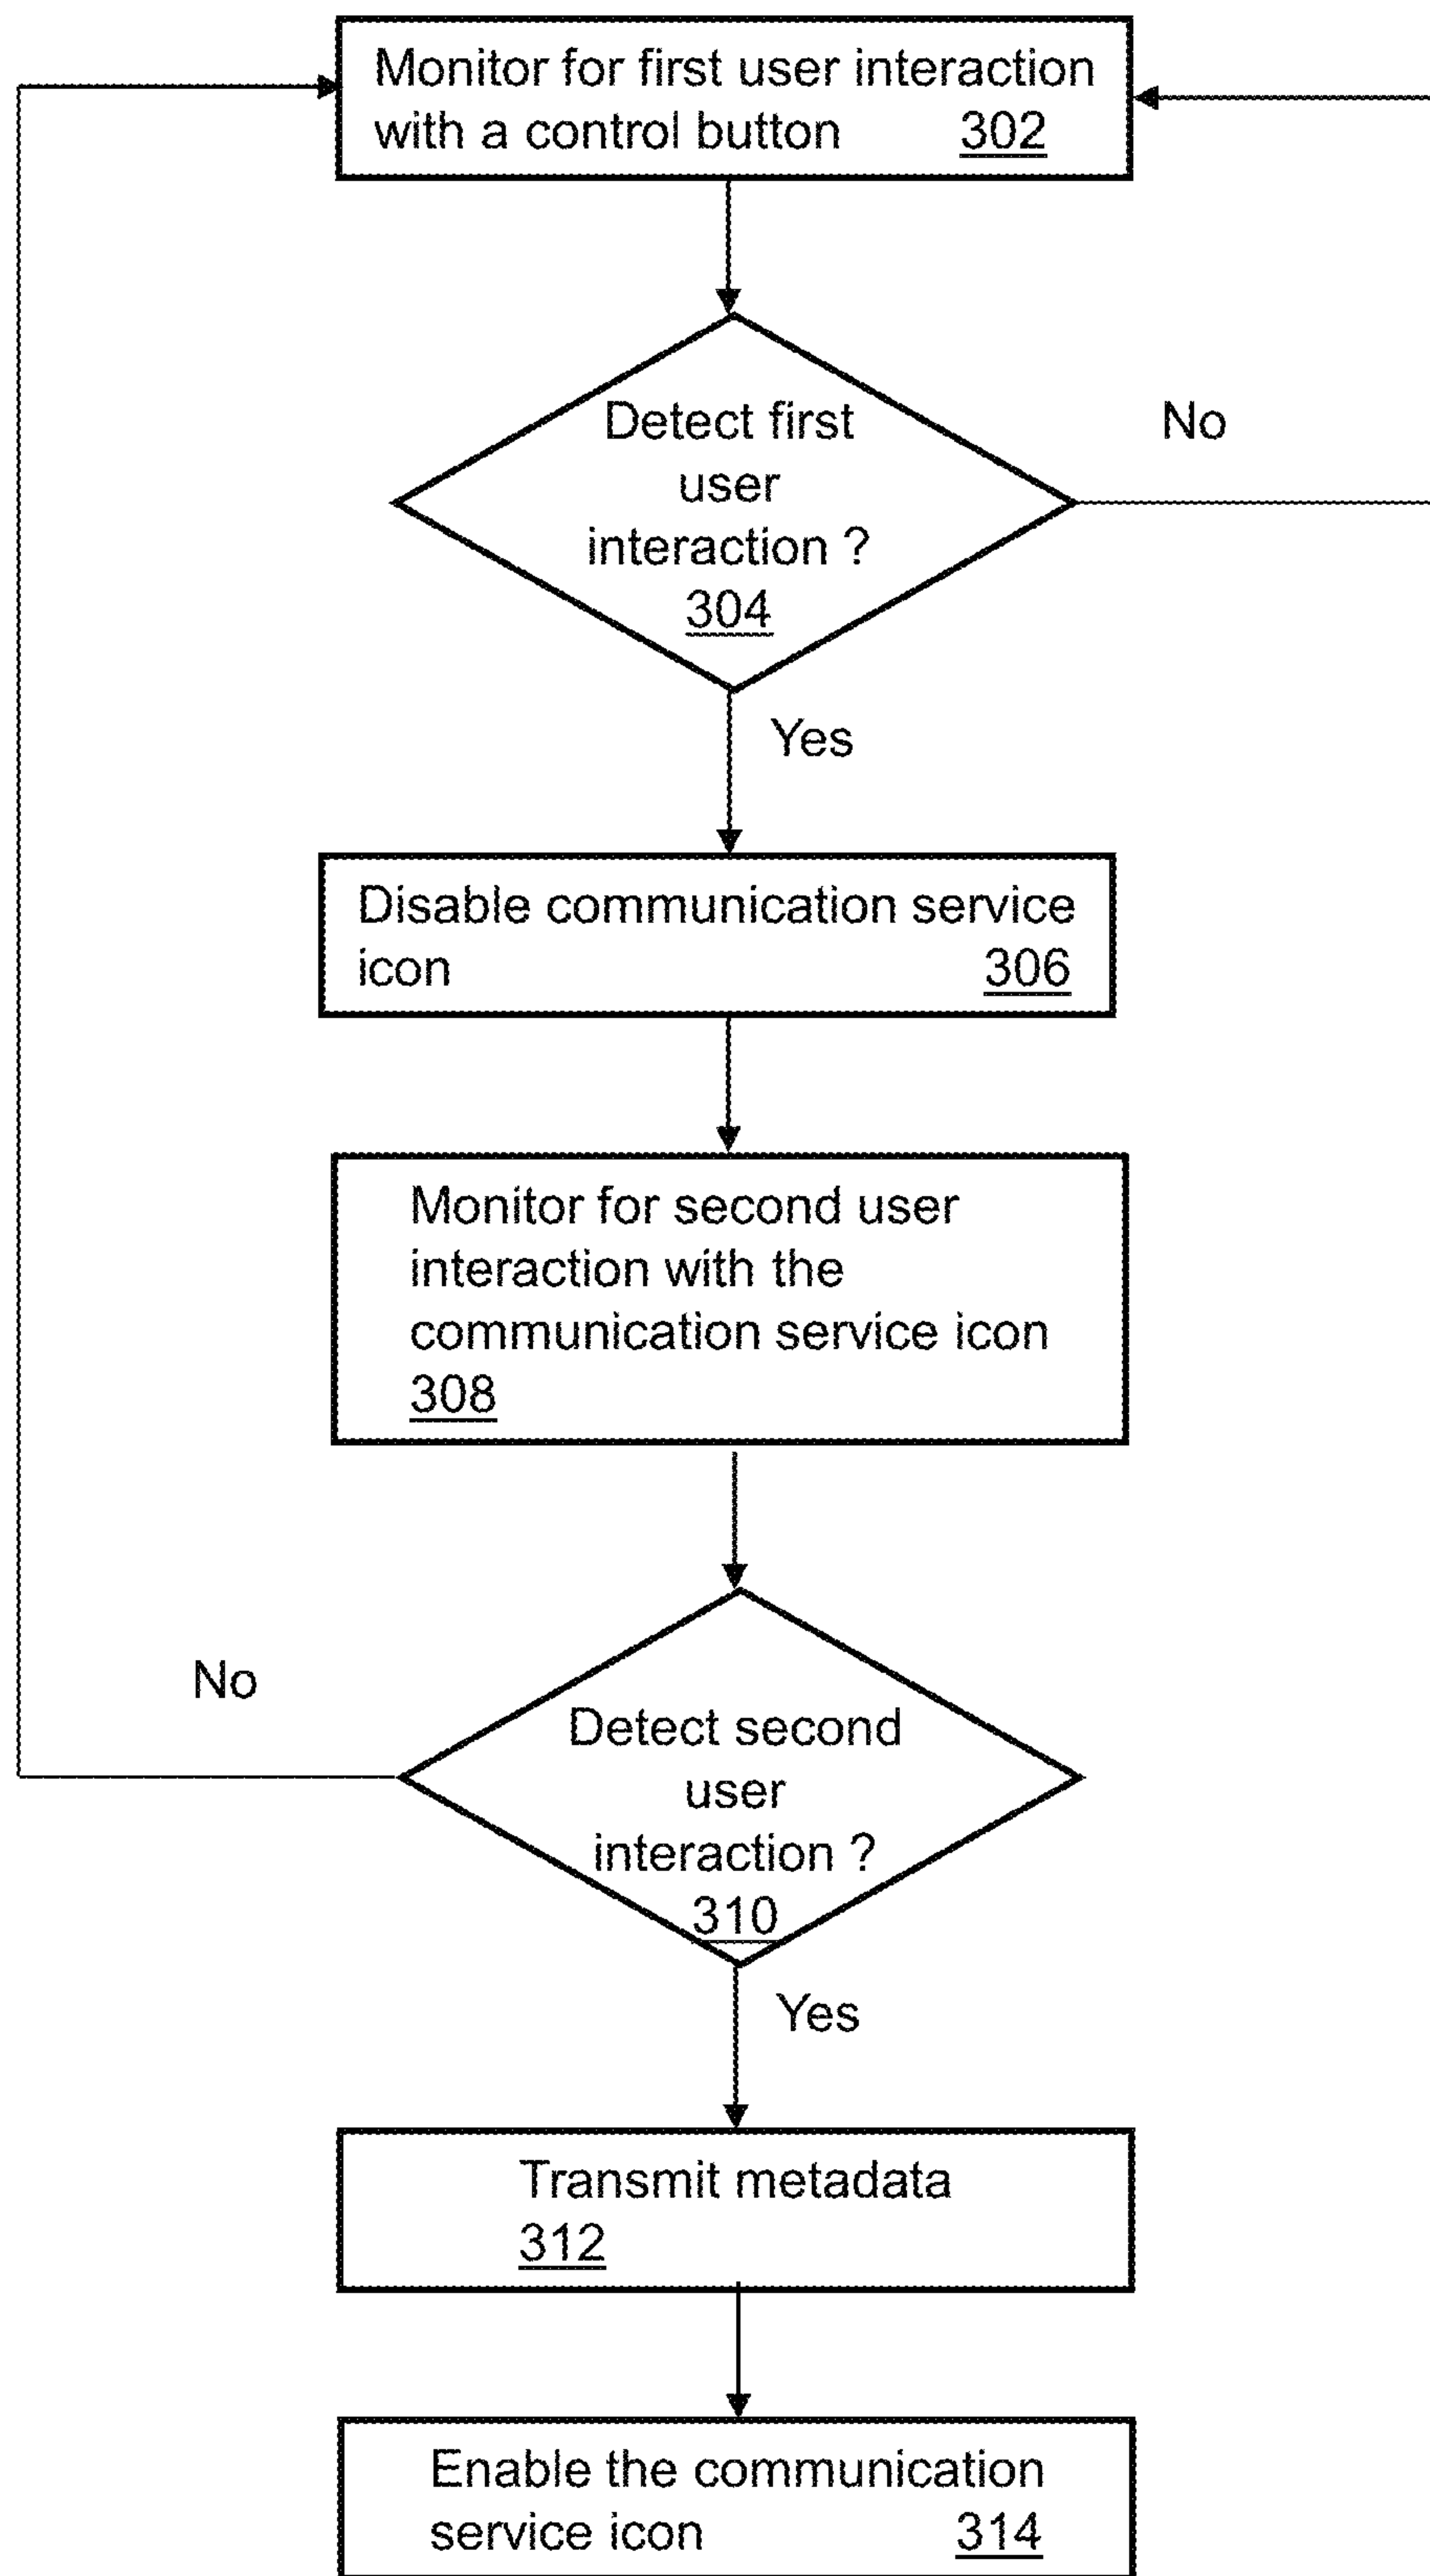 Monitor for first user interaction
with a control button 302
Detect first
user
interaction ?
304
No
Yes
Disable communication service
icon 306
Monitor for second user
interaction with the
communication service icon
308
No
Detect second
user
interaction ?
310
Yes
Transmit metadata
312
Enable the communication
service icon 314